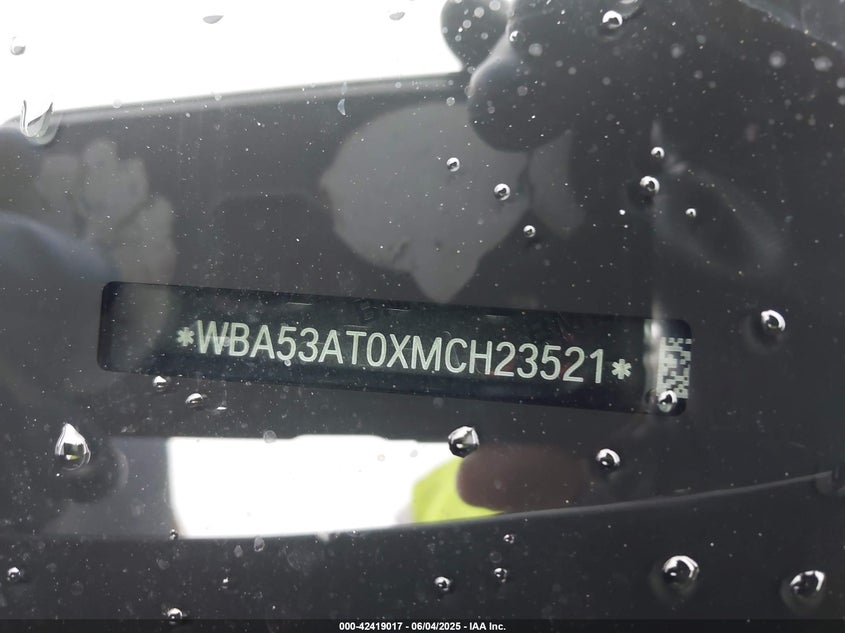 *WBA53AT0XMCH23521*
000-42419017 - 06/04/2025 - IAA Inc.